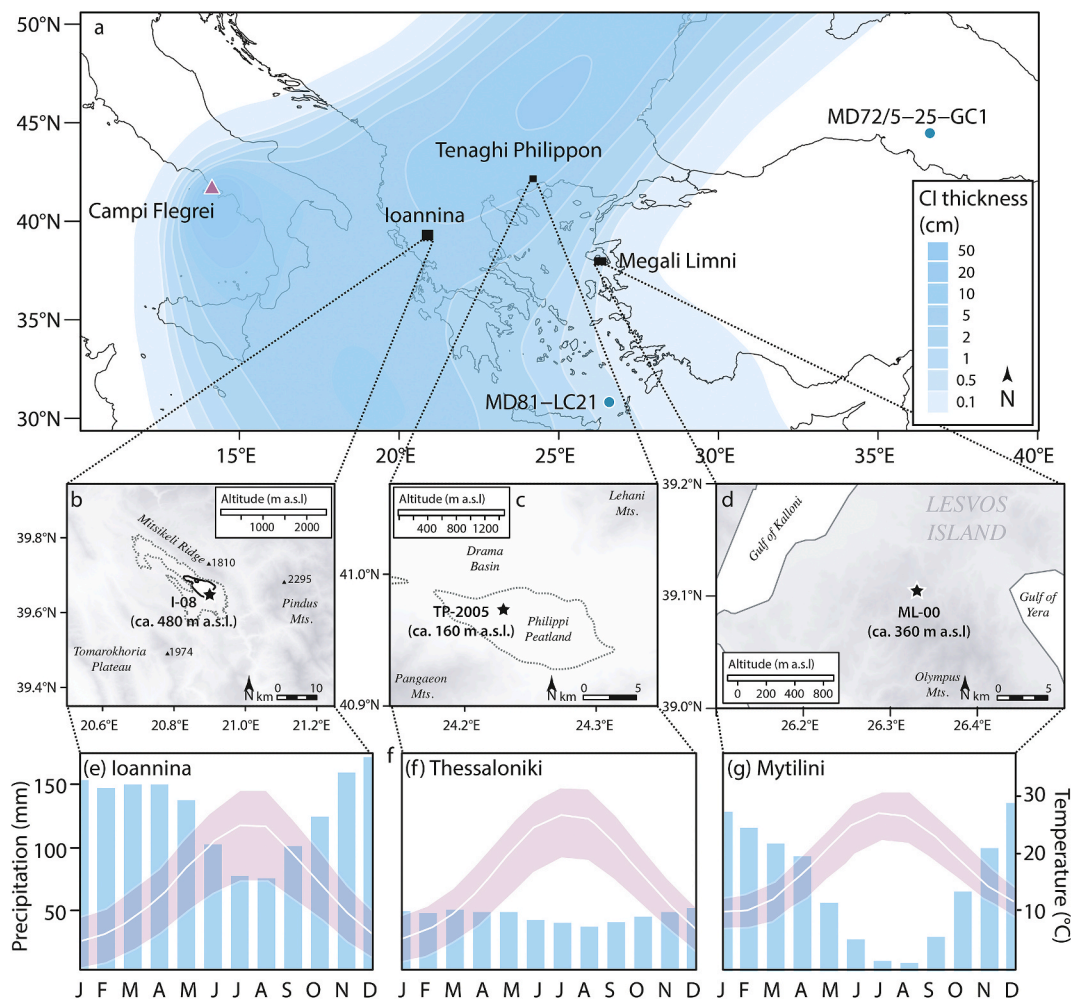 50°N
45°N
40°N
35°N
30°N
a
MD72/5−25−GC1
Tenaghi Philippon
Campi Flegrei
Ioannina
Megali Limni
MD81−LC21
CI thickness
(cm)
50
20
10
5
2
1
0.5
0.1
N
15°E
20°E
25°E
30°E
35°E
40°E
b
Altitude (m a.s.l)
1000
2000
39.8°N
39.6°N
39.4°N
Mitsikeli Ridge
1810
2295
I-08
(ca. 480 m a.s.l.)
Pindus
Mts.
Tomarokhoria
Plateau
1974
N
km
0
10
20.6°E
20.8°E
21.0°E
21.2°E
Altitude (m a.s.l)
400
800
1400
c
Lehani
Mts.
Drama
Basin
41.0°N
40.9°N
TP-2005
(ca. 160 m a.s.l.)
Philippi
Peatland
Pangaeon
Mts.
N
km
0
5
24.2°E
24.3°E
39.2°N
39.1°N
39.0°N
d
LESVOS
ISLAND
Gulf of Kalloni
Gulf of
Yera
ML-00
(ca. 360 m a.s.l)
Altitude (m a.s.l)
0
200
400
800
Olympus
Mts.
N
km
0
5
26.2°E
26.3°E
26.4°E
Precipitation (mm)
150
100
50
(e) Ioannina
f
(f) Thessaloniki
(g) Mytilini
30
20
10
Temperature (°C)
J F M A M J J A S O N D
J F M A M J J A S O N D
J F M A M J J A S O N D